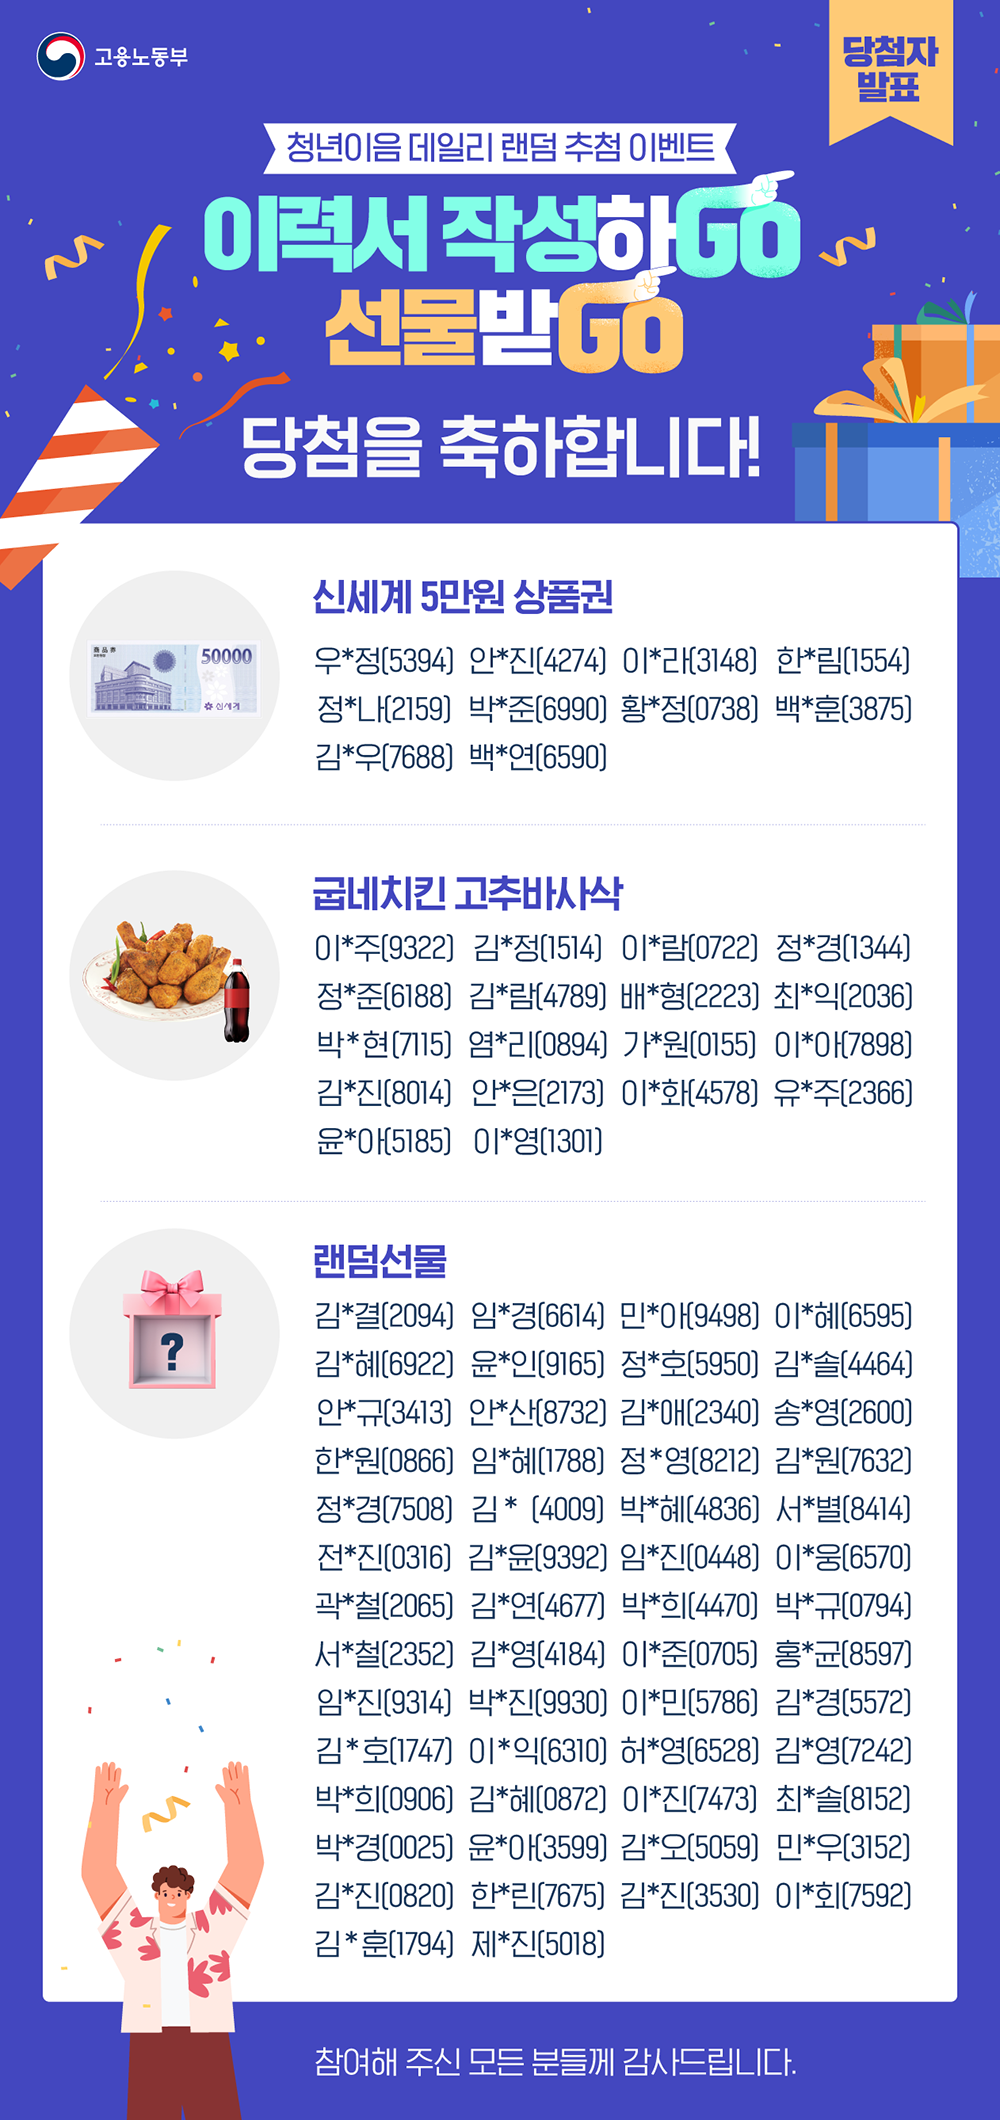 고용노동부
당첨자
발표
청년이음 데일리 랜덤 추첨 이벤트
이력서 작성하GO
선물받GO
당첨을 축하합니다!
신세계 5만원 상품권
商品券
50000
신세계
우*정(5394) 안*진(4274) 이*라(3148) 한*림(1554)
정*나(2159) 박*준(6990) 황*정(0738) 백*훈(3875)
김*우(7688) 백*연(6590)
굽네치킨 고추바사삭
이*주(9322) 김*정(1514) 이*람(0722) 정*경(1344)
정*준(6188) 김*람(4789) 배*형(2223) 최*익(2036)
박*현(7115) 염*리(0894) 가*원(0155) 이*아(7898)
김*진(8014) 안*은(2173) 이*화(4578) 유*주(2366)
윤*아(5185) 이*영(1301)
랜덤선물
?
김*결(2094) 임*경(6614) 민*아(9498) 이*혜(6595)
김*혜(6922) 윤*인(9165) 정*호(5950) 김*솔(4464)
안*규(3413) 안*산(8732) 김*애(2340) 송*영(2600)
한*원(0866) 임*혜(1788) 정*영(8212) 김*원(7632)
정*경(7508) 김* (4009) 박*혜(4836) 서*별(8414)
전*진(0316) 김*윤(9392) 임*진(0448) 이*웅(6570)
곽*철(2065) 김*연(4677) 박*희(4470) 박*규(0794)
서*철(2352) 김*영(4184) 이*준(0705) 홍*균(8597)
임*진(9314) 박*진(9930) 이*민(5786) 김*경(5572)
김*호(1747) 이*익(6310) 허*영(6528) 김*영(7242)
박*희(0906) 김*혜(0872) 이*진(7473) 최*솔(8152)
박*경(0025) 윤*아(3599) 김*오(5059) 민*우(3152)
김*진(0820) 한*린(7675) 김*진(3530) 이*회(7592)
김*훈(1794) 제*진(5018)
참여해 주신 모든 분들께 감사드립니다.